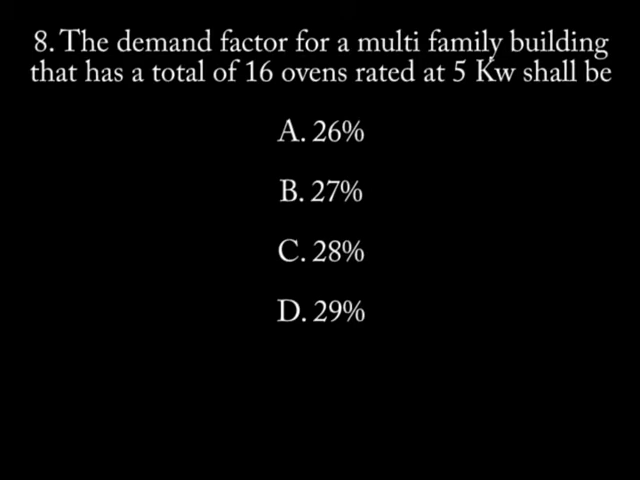 8. The demand factor for a multi family building
that has a total of 16 ovens rated at 5 Kw shall be
A. 26%
B. 27%
C. 28%
D. 29%